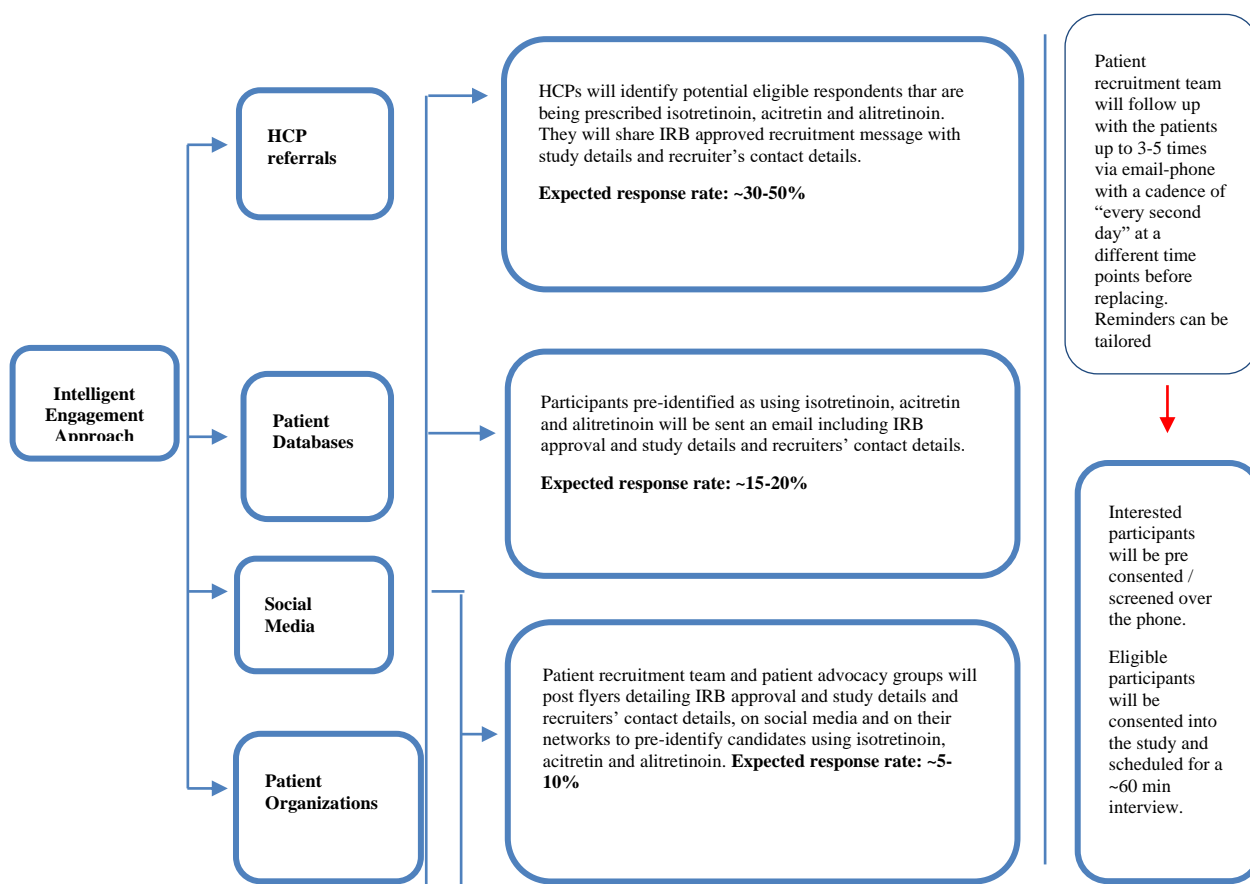 Intelligent
Engagement
Approach
HCP
referrals
Patient
Databases
Social
Media
Patient
Organizations
HCPs will identify potential eligible respondents thar are
being prescribed isotretinoin, acitretin and alitretinoin.
They will share IRB approved recruitment message with
study details and recruiter’s contact details.
Expected response rate: ~30-50%
Participants pre-identified as using isotretinoin, acitretin
and alitretinoin will be sent an email including IRB
approval and study details and recruiters’ contact details.
Expected response rate: ~15-20%
Patient recruitment team and patient advocacy groups will
post flyers detailing IRB approval and study details and
recruiters’ contact details, on social media and on their
networks to pre-identify candidates using isotretinoin,
acitretin and alitretinoin. Expected response rate: ~5-
10%
Patient
recruitment team
will follow up
with the patients
up to 3-5 times
via email-phone
with a cadence of
“every second
day” at a
different time
points before
replacing.
Reminders can be
tailored
Interested
participants
will be pre
consented /
screened over
the phone.
Eligible
participants
will be
consented into
the study and
scheduled for a
~60 min
interview.